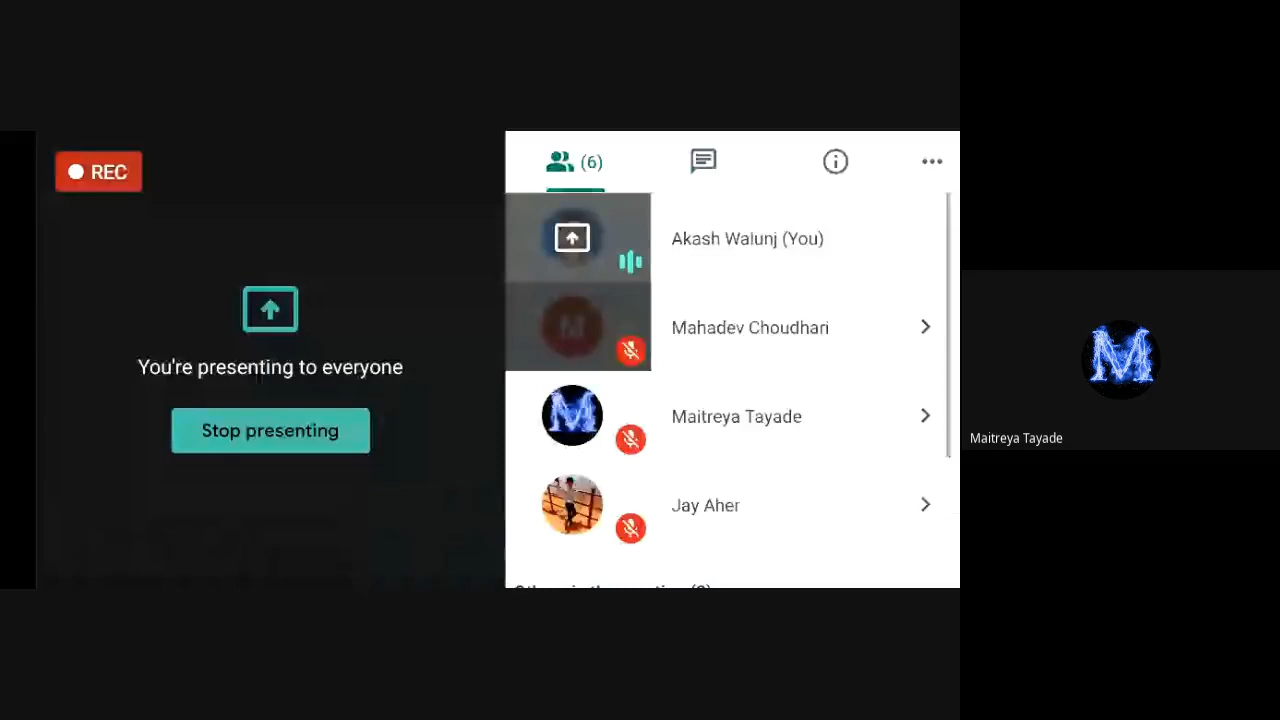 REC
(6)
Akash Walunj (You)
M
Mahadev Choudhari
You're presenting to everyone
Stop presenting
M
Maitreya Tayade
Jay Aher
M
Maitreya Tayade